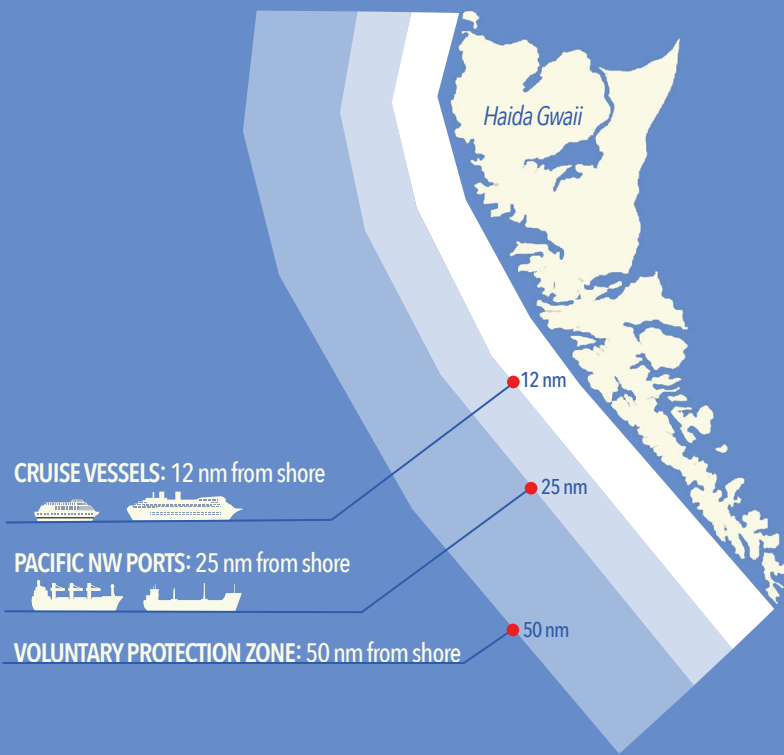 Haida Gwaii
12 nm
CRUISE VESSELS: 12 nm from shore
25 nm
PACIFIC NW PORTS: 25 nm from shore
50 nm
VOLUNTARY PROTECTION ZONE: 50 nm from shore